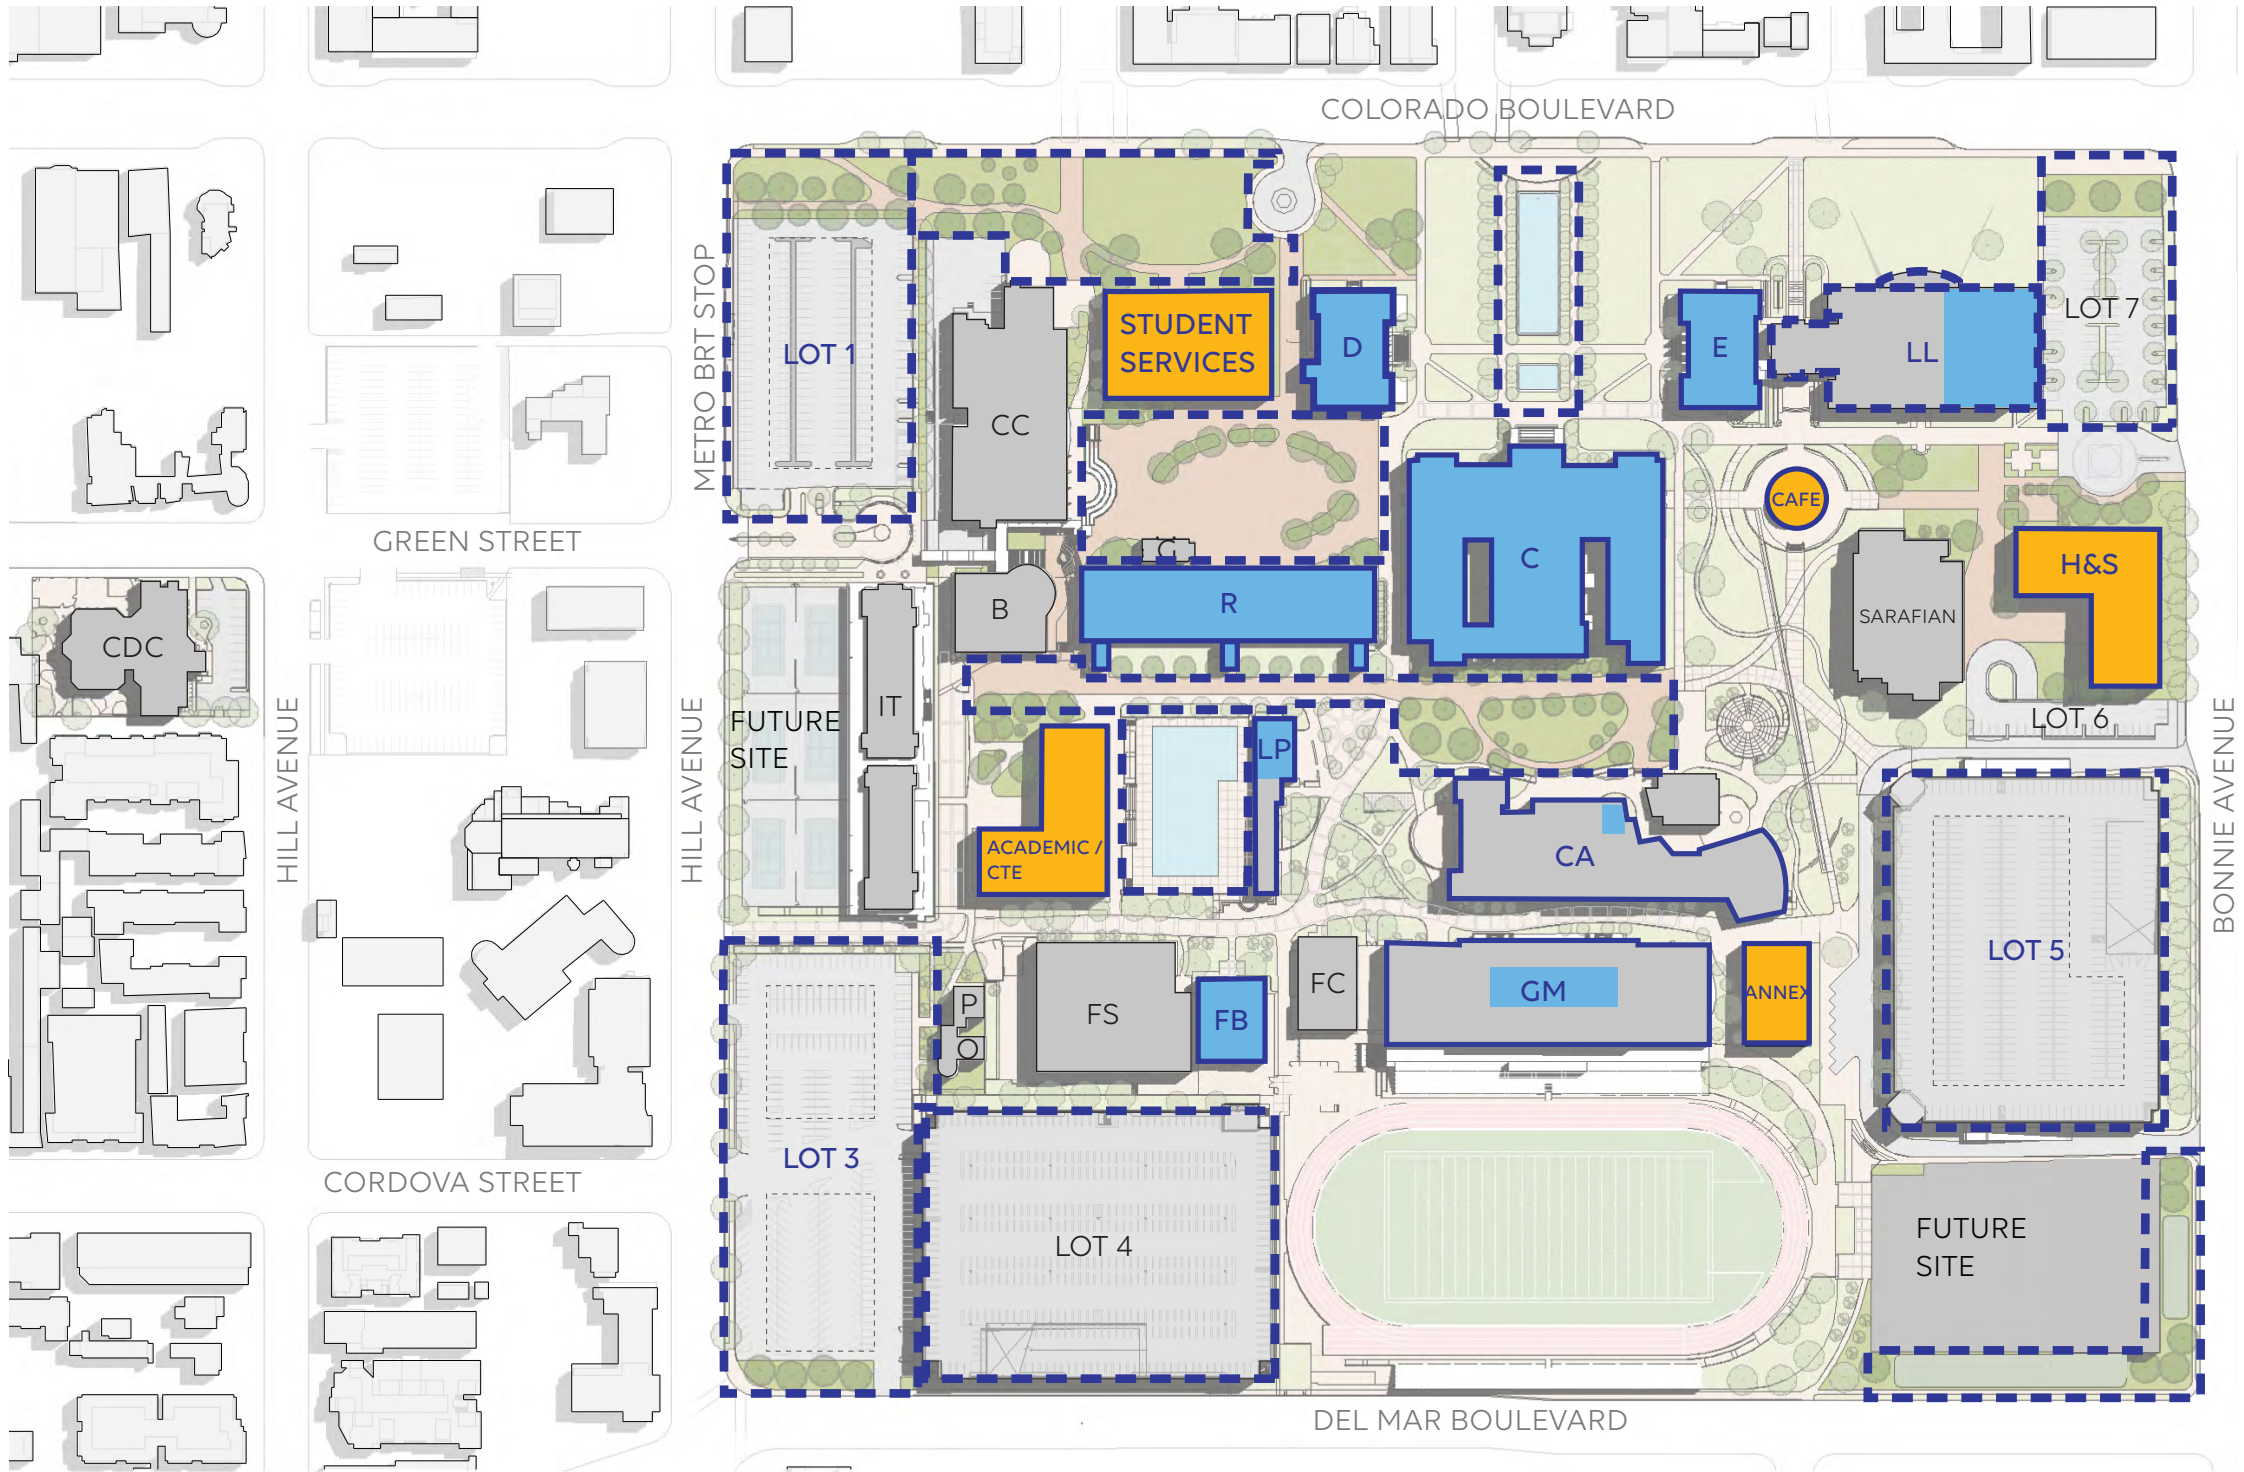 COLORADO BOULEVARD
METRO BRT STOP
LOT 1
CC
STUDENT
SERVICES
D
E
LL
LOT 7
GREEN STREET
CAFE
C
H&S
G
B
R
C
SARAFIAN
CDC
HILL AVENUE
HILL AVENUE
FUTURE
SITE
IT
LP
LOT 6
BONNIE AVENUE
ACADEMIC /
CTE
CA
LOT 5
P
O
FS
FB
FC
GM
ANNEX
LOT 3
CORDOVA STREET
LOT 4
FUTURE
SITE
DEL MAR BOULEVARD